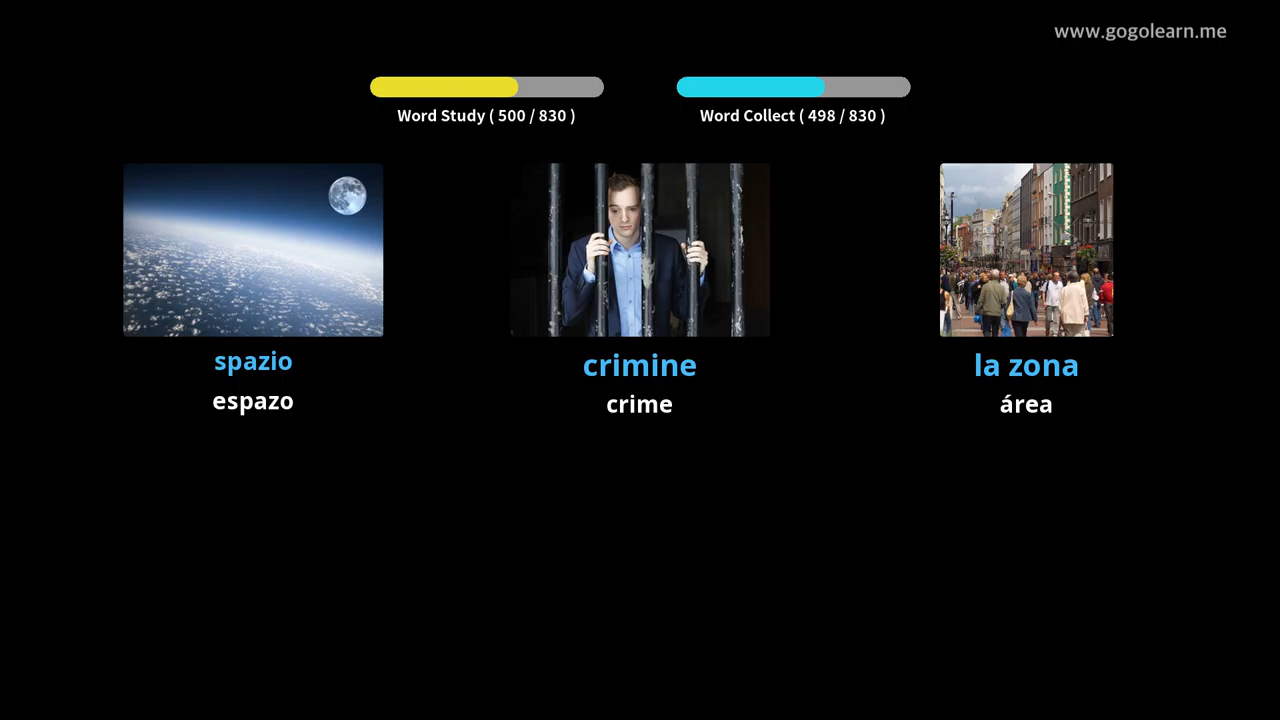 www.gogolearn.me
Word Study ( 500 / 830 )
Word Collect ( 498 / 830 )
spazio
espazo
crimine
crime
la zona
área